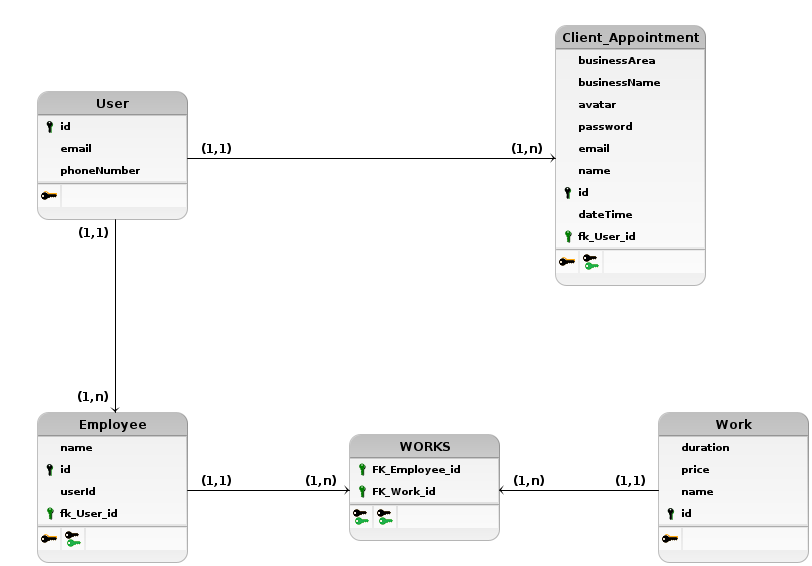 Client_Appointment
businessArea
businessName
avatar
password
email
name
id
dateTime
fk_User_id
User
id
email
phoneNumber
(1,1)
(1,n)
(1,1)
(1,n)
Employee
name
id
userId
fk_User_id
(1,1)
(1,n)
WORKS
FK_Employee_id
FK_Work_id
(1,n)
(1,1)
Work
duration
price
name
id